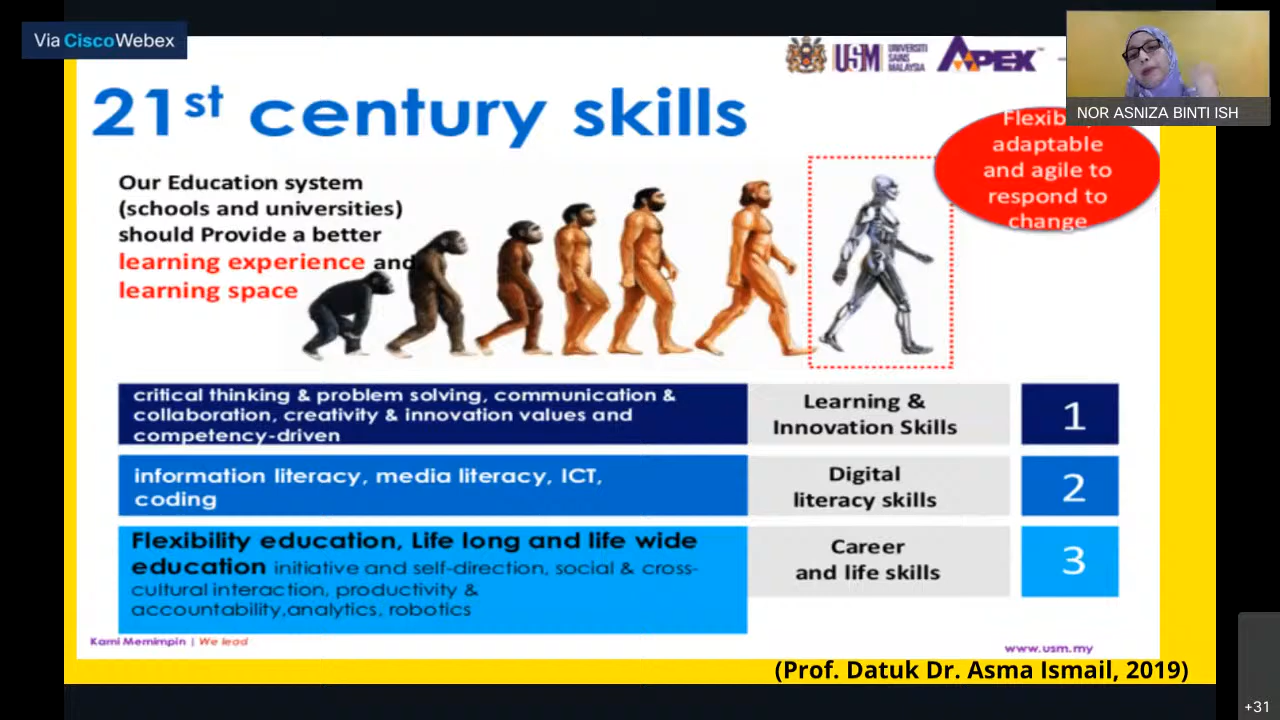 Via Cisco Webex
USM UNIVERSITI
SAINS
MALAYSIA
APEX™
NOR ASNIZA BINTI ISH
21st century skills
Our Education system
(schools and universities)
should Provide a better
learning experience and
learning space
adaptable
and agile to
respond to
change
critical thinking & problem solving, communication &
collaboration, creativity & innovation values and
competency-driven
Learning &
Innovation Skills
1
information literacy, media literacy, ICT,
coding
Digital
literacy skills
2
Flexibility education, Life long and life wide
education initiative and self-direction, social & cross-
cultural interaction, productivity &
accountability,analytics, robotics
Career
and life skills
3
Kami Memimpin | We lead
www.usm.my
(Prof. Datuk Dr. Asma Ismail, 2019)
+31